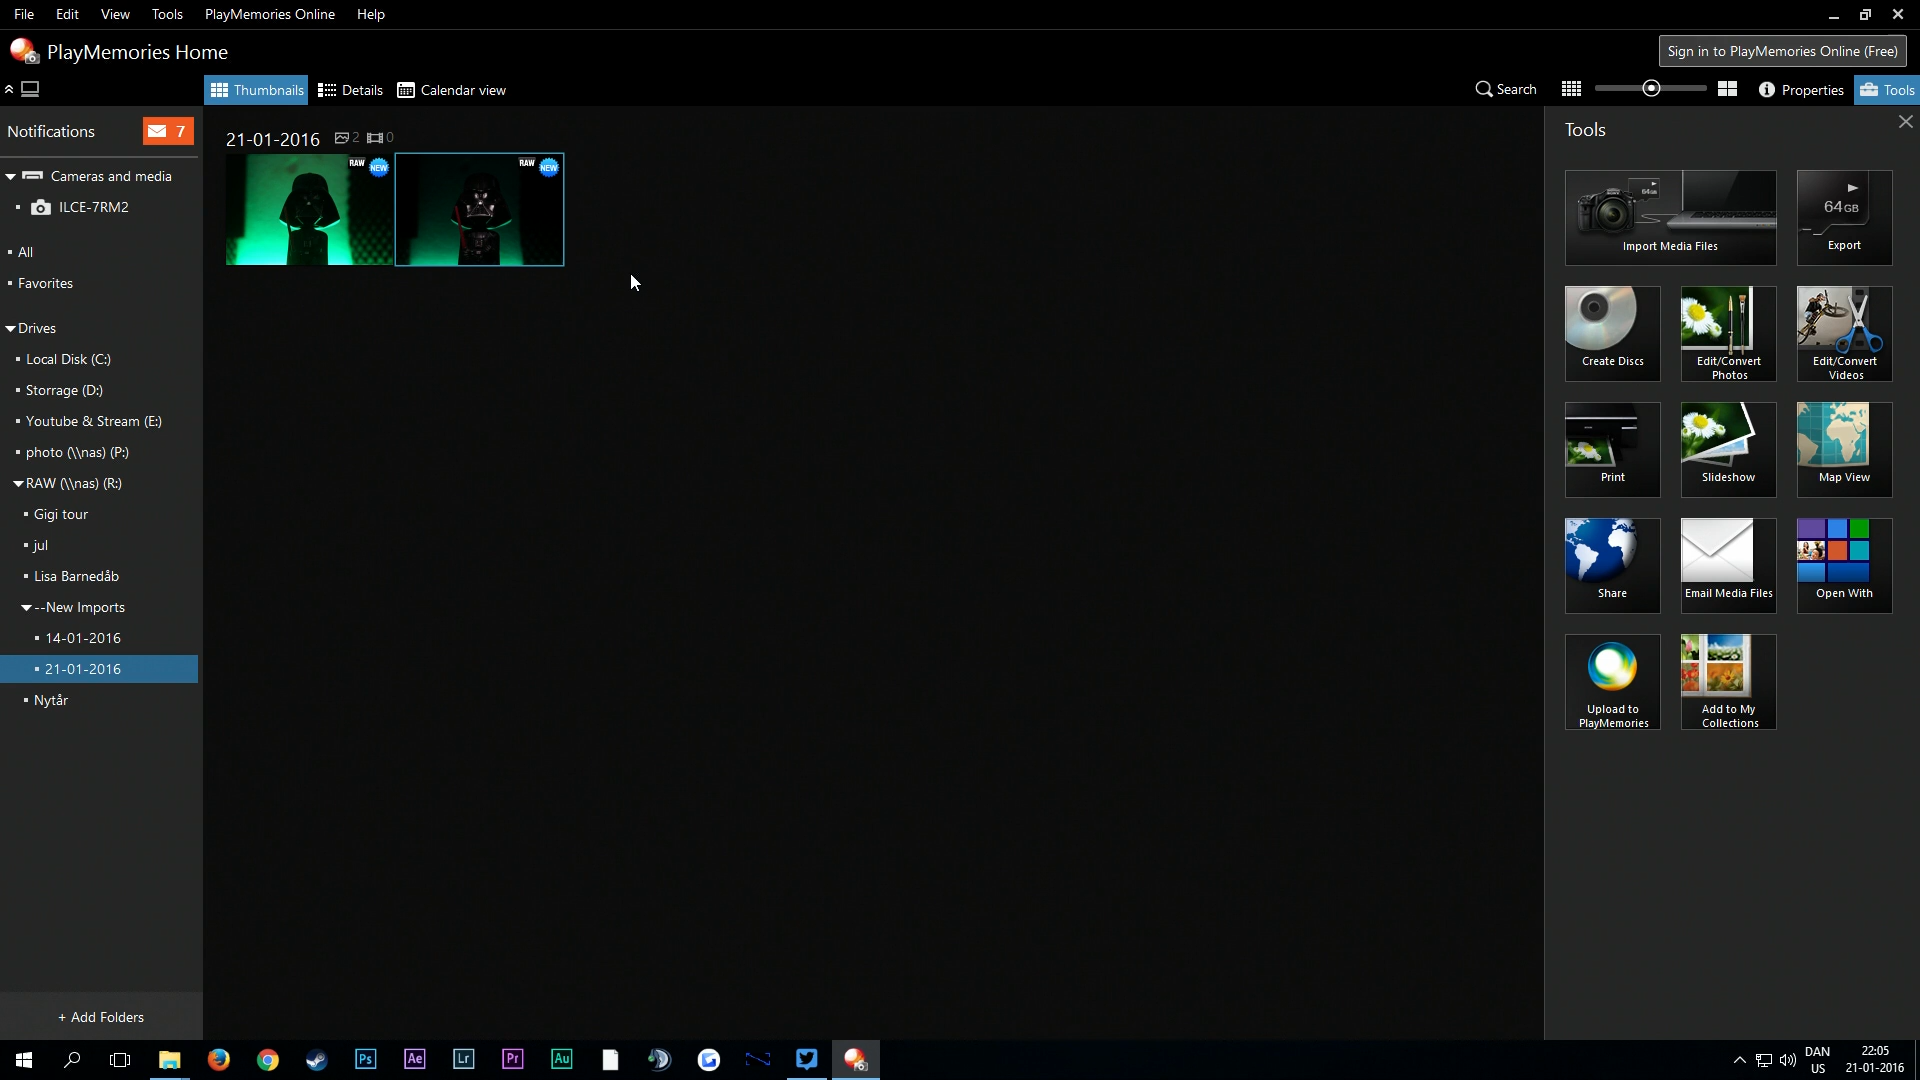 File Edit View Tools PlayMemories Online Help
PlayMemories Home
Sign in to PlayMemories Online (Free)
Thumbnails Details Calendar view Search Properties Tools
Notifications 7
Cameras and media
ILCE-7RM2
All
Favorites
Drives
Local Disk (C:)
Storrage (D:)
Youtube & Stream (E:)
photo (\\nas) (P:)
RAW (\\nas) (R:)
Gigi tour
jul
Lisa Barnedåb
--New Imports
14-01-2016
21-01-2016
Nytår
+ Add Folders
21-01-2016 2 0
RAW NEW RAW NEW
Tools
64GB
Import Media Files
64GB
Export
Create Discs
Edit/Convert
Photos
Edit/Convert
Videos
Print
Slideshow
Map View
Share
Email Media Files
Open With
Upload to
PlayMemories
Add to My
Collections
Ps Ae Lr Pr Au
DAN
US
22:05
21-01-2016